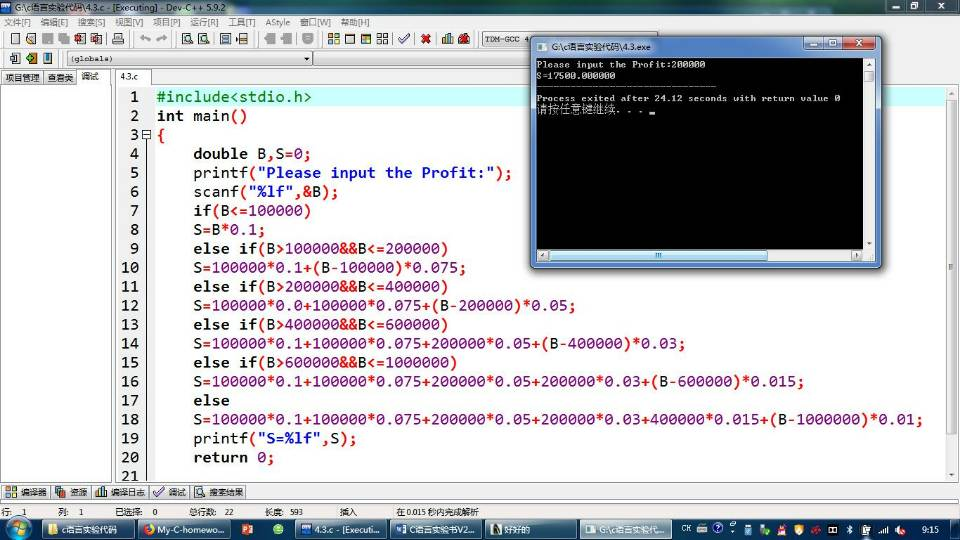 G:\c语言实验代码\4.3.c - [Executing] - Dev-C++ 5.9.2
文件[F] 编辑[E] 搜索[S] 视图[V] 项目[P] 运行[R] 工具[T] AStyle 窗口[W] 帮助[H]
TDM-GCC 4
(globals)
项目管理 查看类 调试 4.3.c
1 #include<stdio.h>
2 int main()
3 {
4 double B,S=0;
5 printf("Please input the Profit:");
6 scanf("%lf",&B);
7 if(B<=100000)
8 S=B*0.1;
9 else if(B>100000&&B<=200000)
10 S=100000*0.1+(B-100000)*0.075;
11 else if(B>200000&&B<=400000)
12 S=100000*0.0+100000*0.075+(B-200000)*0.05;
13 else if(B>400000&&B<=600000)
14 S=100000*0.1+100000*0.075+200000*0.05+(B-400000)*0.03;
15 else if(B>600000&&B<=1000000)
16 S=100000*0.1+100000*0.075+200000*0.05+200000*0.03+(B-600000)*0.015;
17 else
18 S=100000*0.1+100000*0.075+200000*0.05+200000*0.03+400000*0.015+(B-1000000)*0.01;
19 printf("S=%lf",S);
20 return 0;
21
G:\c语言实验代码\4.3.exe
Please input the Profit:200000
S=17500.000000
--------------------------------
Process exited after 24.12 seconds with return value 0
请按任意键继续. . .
编译器 资源 编译日志 调试 搜索结果
行: 1 列: 1 已选择: 0 总行数: 22 长度: 593 插入 在 0.015 秒内完成解析
c语言实验代码 My-C-homewo... 4.3.c - [Executi... C语言实验书V2... 好好的 G:\c语言实验代... CH 9:15